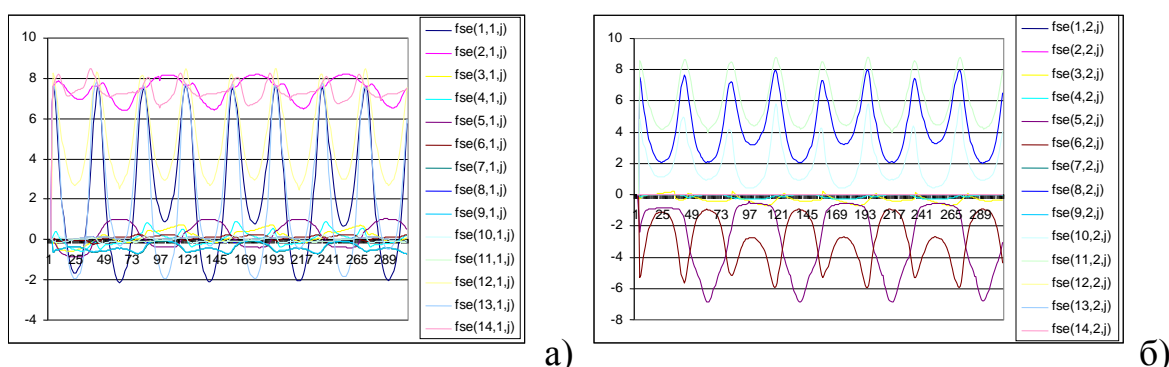 10
8
6
4
2
0
-2
-4
1 25 49 73 97 121 145 169 193 217 241 265 289
fse(1,1,j)
fse(2,1,j)
fse(3,1,j)
fse(4,1,j)
fse(5,1,j)
fse(6,1,j)
fse(7,1,j)
fse(8,1,j)
fse(9,1,j)
fse(10,1,j)
fse(11,1,j)
fse(12,1,j)
fse(13,1,j)
fse(14,1,j)
а)
10
8
6
4
2
0
-2
-4
-6
-8
1 25 49 73 97 121 145 169 193 217 241 265 289
fse(1,2,j)
fse(2,2,j)
fse(3,2,j)
fse(4,2,j)
fse(5,2,j)
fse(6,2,j)
fse(7,2,j)
fse(8,2,j)
fse(9,2,j)
fse(10,2,j)
fse(11,2,j)
fse(12,2,j)
fse(13,2,j)
fse(14,2,j)
б)